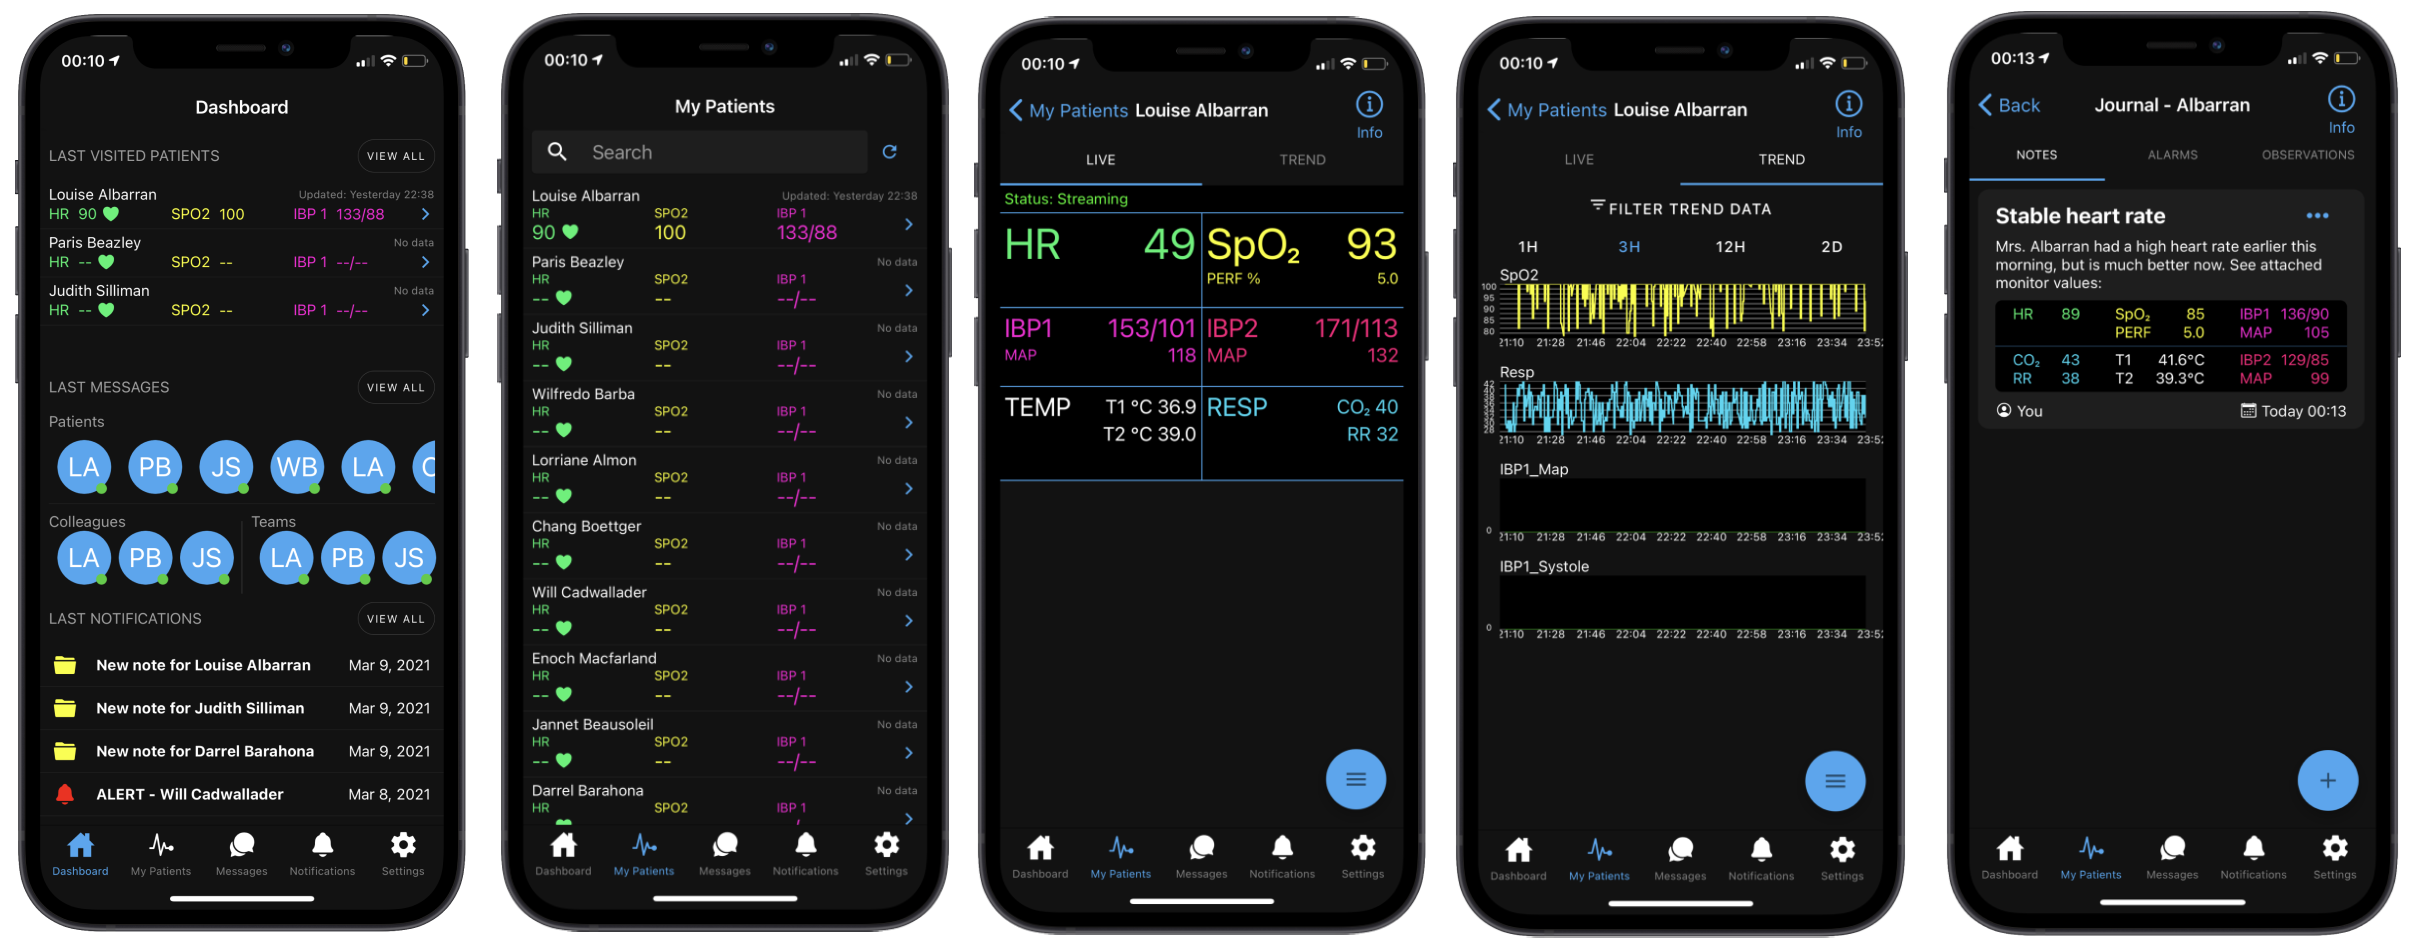 00:10
Dashboard
LAST VISITED PATIENTS VIEW ALL
Louise Albarran Updated: Yesterday 22:38
HR 90 SPO2 100 IBP 1 133/88
Paris Beazley No data
HR -- SPO2 -- IBP 1 --/--
Judith Silliman No data
HR -- SPO2 -- IBP 1 --/--
LAST MESSAGES VIEW ALL
Patients
LA PB JS WB LA
Colleagues Teams
LA PB JS LA PB JS
LAST NOTIFICATIONS VIEW ALL
New note for Louise Albarran Mar 9, 2021
New note for Judith Silliman Mar 9, 2021
New note for Darrel Barahona Mar 9, 2021
ALERT - Will Cadwallader Mar 8, 2021
Dashboard My Patients Messages Notifications Settings
00:10
My Patients
Search
Louise Albarran Updated: Yesterday 22:38
HR SPO2 IBP 1
90 100 133/88
Paris Beazley No data
HR SPO2 IBP 1
-- -- --/--
Judith Silliman No data
HR SPO2 IBP 1
-- -- --/--
Wilfredo Barba No data
HR SPO2 IBP 1
-- -- --/--
Lorriane Almon No data
HR SPO2 IBP 1
-- -- --/--
Chang Boettger No data
HR SPO2 IBP 1
-- -- --/--
Will Cadwallader No data
HR SPO2 IBP 1
-- -- --/--
Enoch Macfarland No data
HR SPO2 IBP 1
-- -- --/--
Jannet Beausoleil No data
HR SPO2 IBP 1
-- -- --/--
Darrel Barahona No data
HR SPO2 IBP 1
Dashboard My Patients Messages Notifications Settings
00:10
My Patients Louise Albarran
Info
LIVE TREND
Status: Streaming
HR 49 SpO₂ 93
PERF % 5.0
IBP1 153/101 IBP2 171/113
MAP 118 MAP 132
TEMP T1 °C 36.9 RESP CO₂ 40
T2 °C 39.0 RR 32
Dashboard My Patients Messages Notifications Settings
00:10
My Patients Louise Albarran
Info
LIVE TREND
FILTER TREND DATA
1H 3H 12H 2D
SpO2
100
95
90
85
80
21:10 21:28 21:46 22:04 22:22 22:40 22:58 23:16 23:34 23:52
Resp
42
40
38
36
34
32
30
28
21:10 21:28 21:46 22:04 22:22 22:40 22:58 23:16 23:34 23:52
IBP1_Map
0
21:10 21:28 21:46 22:04 22:22 22:40 22:58 23:16 23:34 23:52
IBP1_Systole
0
21:10 21:28 21:46 22:04 22:22 22:40 22:58 23:16 23:34 23:52
Dashboard My Patients Messages Notifications Settings
00:13
Back Journal - Albarran
Info
NOTES ALARMS OBSERVATIONS
Stable heart rate
Mrs. Albarran had a high heart rate earlier this
morning, but is much better now. See attached
monitor values:
HR 89 SpO₂ 85 IBP1 136/90
PERF 5.0 MAP 105
CO₂ 43 T1 41.6°C IBP2 129/85
RR 38 T2 39.3°C MAP 99
You Today 00:13
Dashboard My Patients Messages Notifications Settings